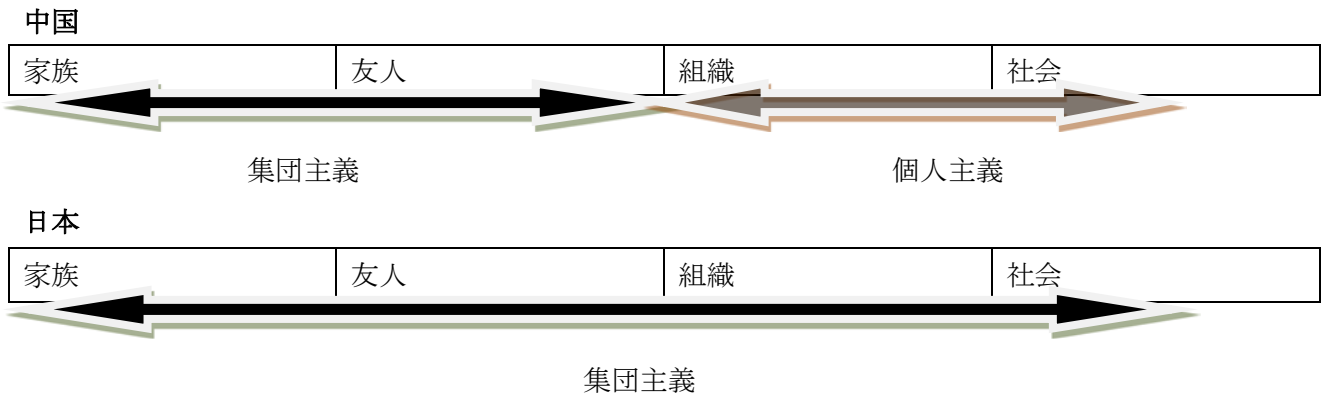 中国
家族 友人 組織 社会
集団主義 個人主義
日本
家族 友人 組織 社会
集団主義